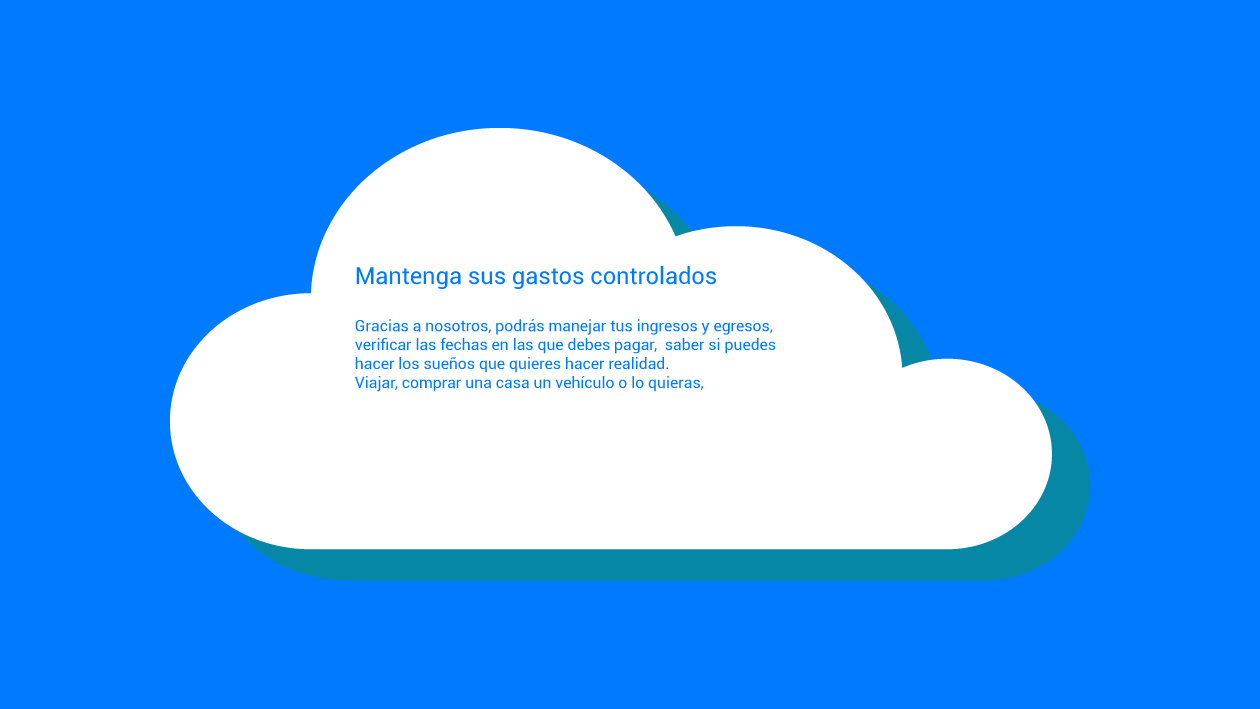 Mantenga sus gastos controlados
Gracias a nosotros, podrás manejar tus ingresos y egresos,
verificar las fechas en las que debes pagar,  saber si puedes
hacer los sueños que quieres hacer realidad.
Viajar, comprar una casa un vehículo o lo quieras,